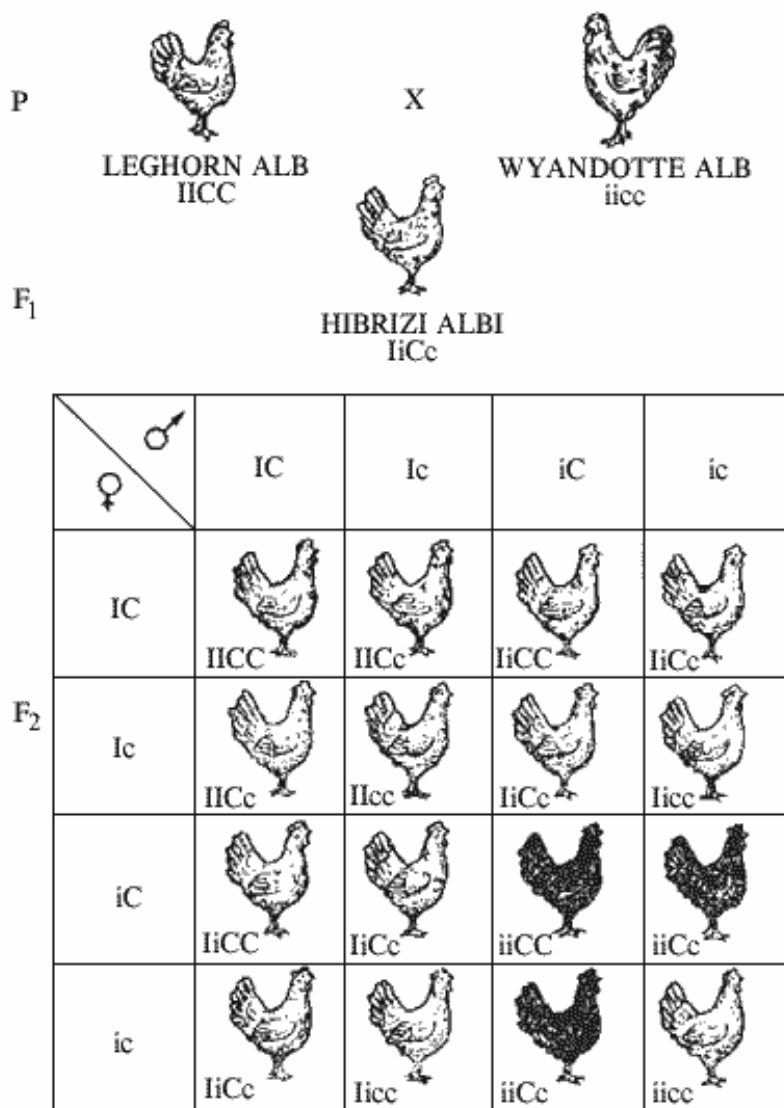 P X
LEGHORN ALB WYANDOTTE ALB
IICC iicc
F1
HIBRIZI ALBI
IiCc
♂
♀
IC Ic iC ic
IC
IICC IICc IiCC IiCc
F2
Ic
IICc IIcc IiCc Iicc
iC
IiCC IiCc iiCC iiCc
ic
IiCc Iicc iiCc iicc